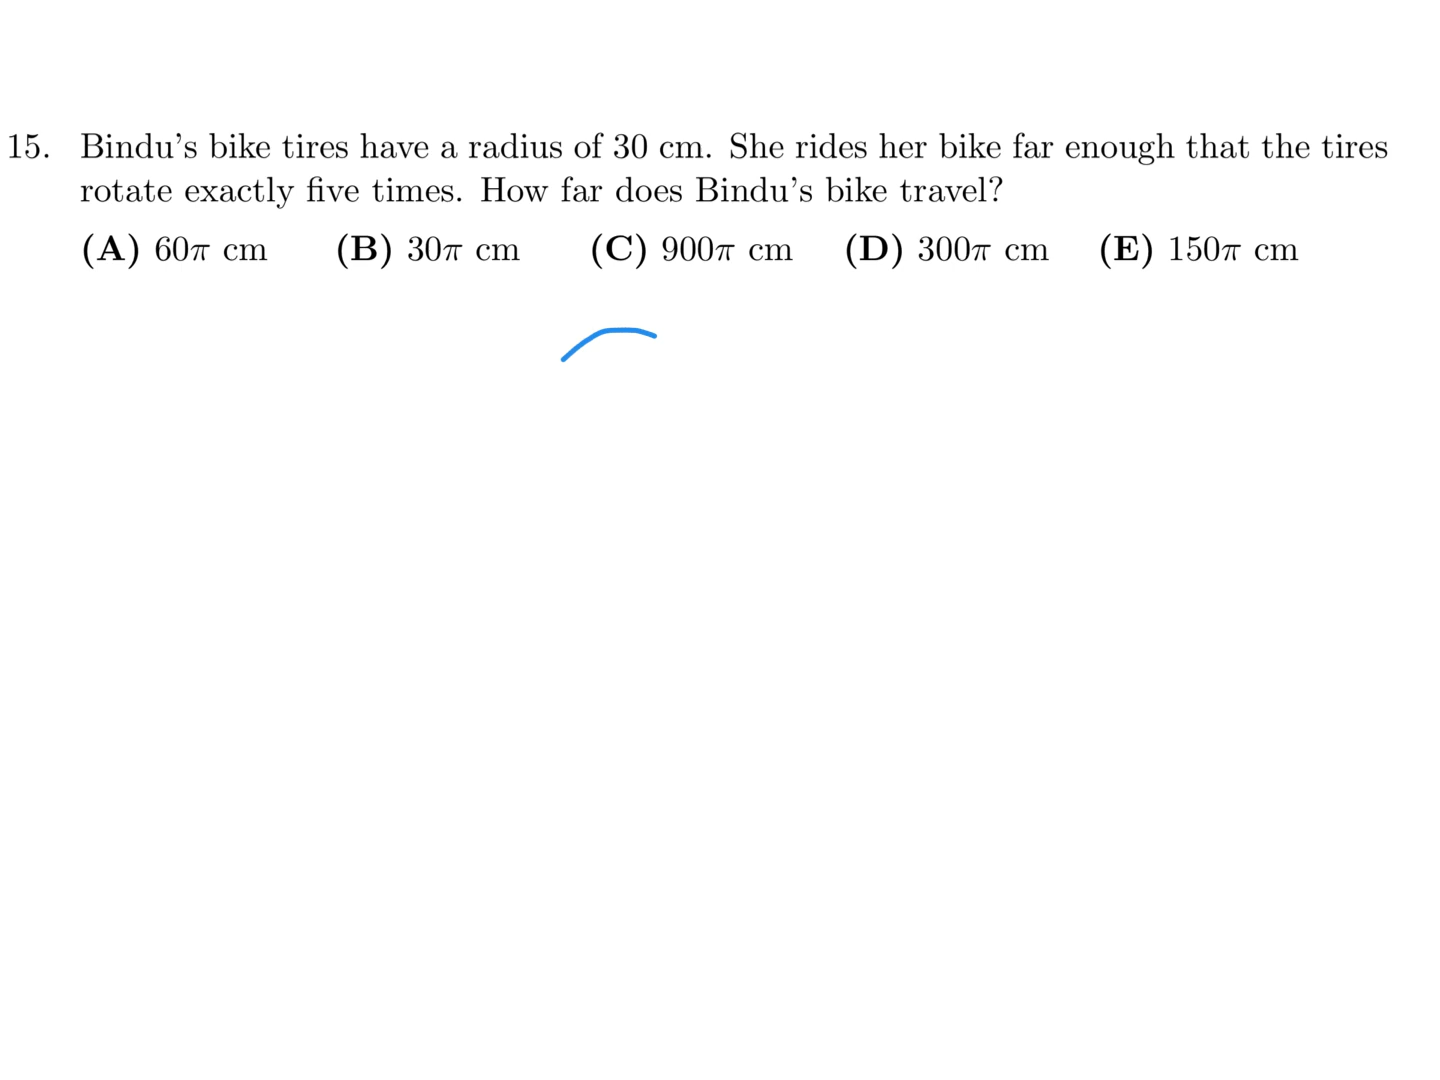 15. Bindu's bike tires have a radius of 30 cm. She rides her bike far enough that the tires
rotate exactly five times. How far does Bindu's bike travel?
(A) 60π cm (B) 30π cm (C) 900π cm (D) 300π cm (E) 150π cm